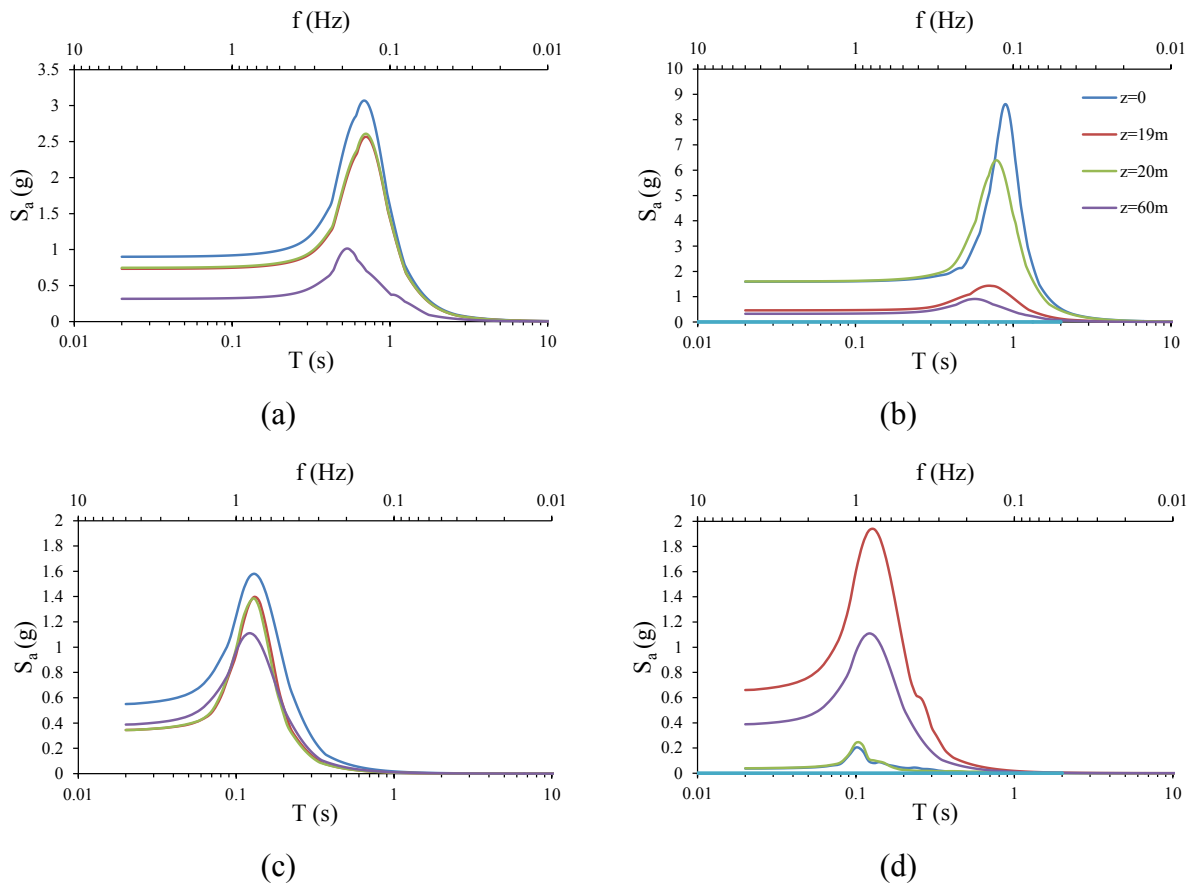 f (Hz)
10 1 0.1 0.01
3.5
3
2.5
2
1.5
1
0.5
0
Sa (g)
0.01 0.1 1 10
T (s)
(a)
f (Hz)
10 1 0.1 0.01
10
9
8
7
6
5
4
3
2
1
0
Sa (g)
z=0
z=19m
z=20m
z=60m
0.01 0.1 1 10
T (s)
(b)
f (Hz)
10 1 0.1 0.01
2
1.8
1.6
1.4
1.2
1
0.8
0.6
0.4
0.2
0
Sa (g)
0.01 0.1 1 10
T (s)
(c)
f (Hz)
10 1 0.1 0.01
2
1.8
1.6
1.4
1.2
1
0.8
0.6
0.4
0.2
0
Sa (g)
0.01 0.1 1 10
T (s)
(d)